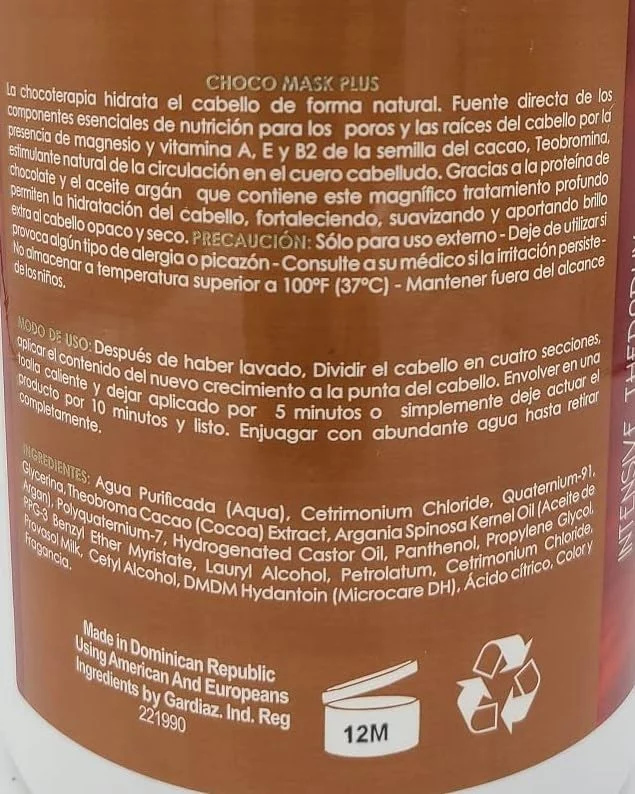 CHOCO MASK PLUS
La chocoterapia hidrata el cabello de forma natural. Fuente directa de los
componentes esenciales de nutrición para los poros y las raíces del cabello por la
presencia de magnesio y vitamina A, E y B2 de la semilla del cacao, Teobromina,
estimulante natural de la circulación en el cuero cabelludo. Gracias a la proteína de
chocolate y el aceite argán que contiene este magnífico tratamiento profundo
permiten la hidratación del cabello, fortaleciendo, suavizando y aportando brillo
extra al cabello opaco y seco. PRECAUCIÓN: Sólo para uso externo - Deje de utilizar si
provoca algún tipo de alergia o picazón - Consulte a su médico si la irritación persiste -
No almacenar a temperatura superior a 100ºF (37ºC) - Mantener fuera del alcance
de los niños.
MODO DE USO: Después de haber lavado, Dividir el cabello en cuatro secciones,
aplicar el contenido del nuevo crecimiento a la punta del cabello. Envolver en una
toalla caliente y dejar aplicado por 5 minutos o simplemente deje actuar el
producto por 10 minutos y listo. Enjuagar con abundante agua hasta retirar
completamente.
INGREDIENTES: Agua Purificada (Aqua), Cetrimonium Chloride, Quaternium-91,
Glycerina, Theobroma Cacao (Cocoa) Extract, Argania Spinosa Kernel Oil (Aceite de
Argan), Polyquaternium-7, Hydrogenated Castor Oil, Panthenol, Propylene Glycol,
PPG-3 Benzyl Ether Myristate, Lauryl Alcohol, Petrolatum, Cetrimonium Chloride,
Provosol Milk, Cetyl Alcohol, DMDM Hydantoin (Microcare DH), Ácido cítrico, Color y
Fragancia.
Made in Dominican Republic
Using American And Europeans
Ingredients by Gardiaz. Ind. Reg
221990
12M
INTENSIVE